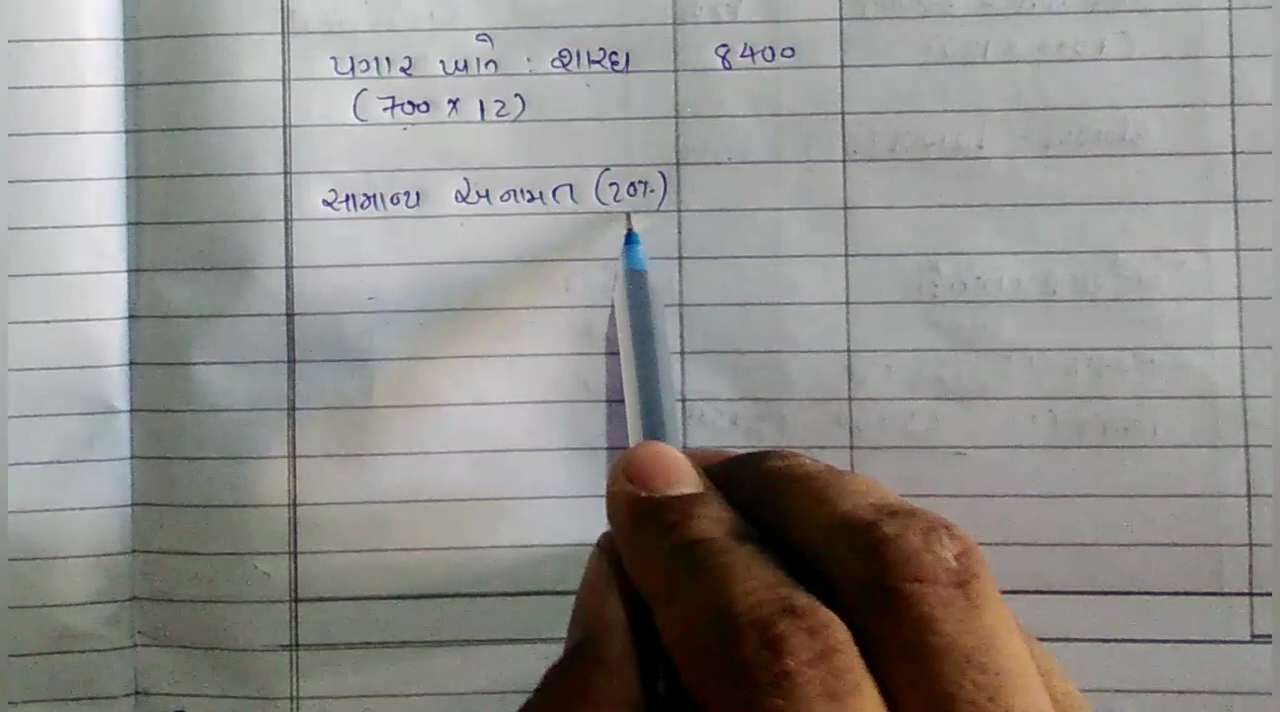 પગાર ખાતે : શારદા 8400
(700 x 12)
સામાન્ય અનામત (20%)